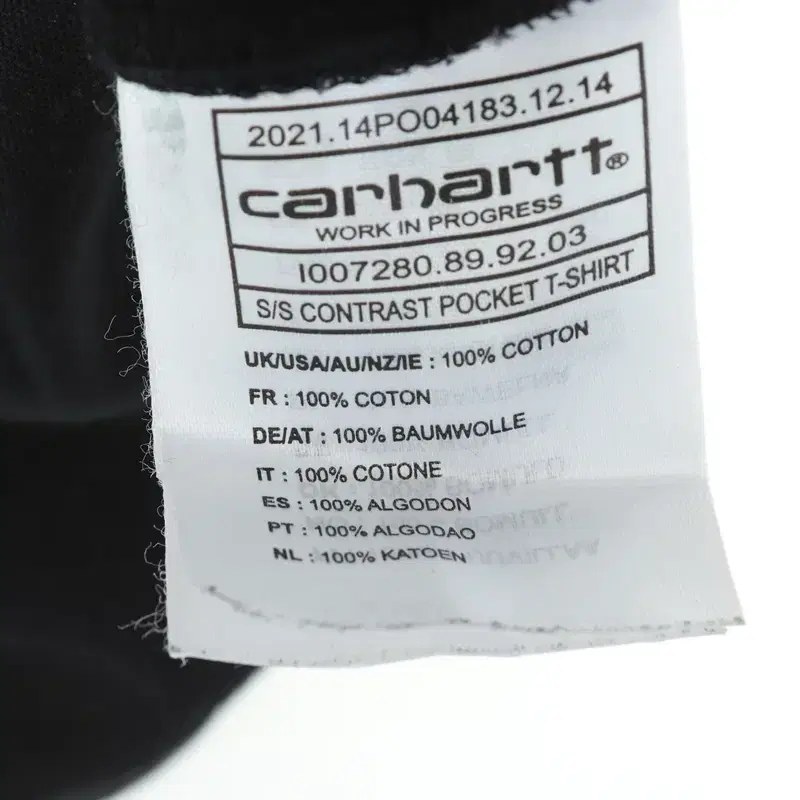 2021.14PO04183.12.14
carhartt®
WORK IN PROGRESS
I007280.89.92.03
S/S CONTRAST POCKET T-SHIRT
UK/USA/AU/NZ/IE : 100% COTTON
FR : 100% COTON
DE/AT : 100% BAUMWOLLE
IT : 100% COTONE
ES : 100% ALGODON
PT : 100% ALGODAO
NL : 100% KATOEN